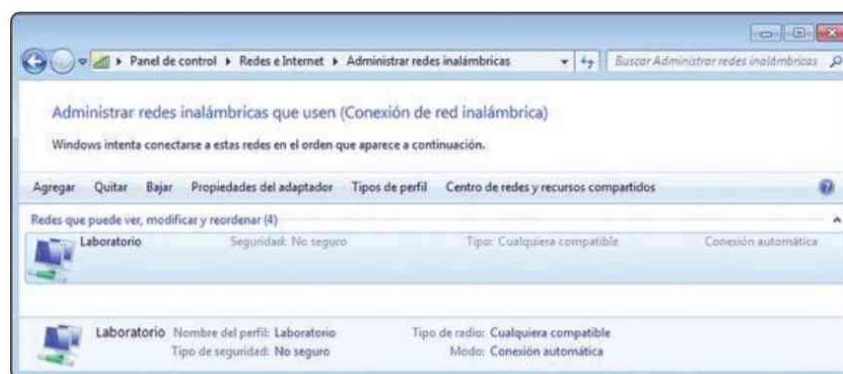 Panel de control Redes e Internet Administrar redes inalámbricas Buscar Administrar redes inalámbricas
Administrar redes inalámbricas que usen (Conexión de red inalámbrica)
Windows intenta conectarse a estas redes en el orden que aparece a continuación.
Agregar Quitar Bajar Propiedades del adaptador Tipos de perfil Centro de redes y recursos compartidos
Redes que puede ver, modificar y reordenar (4)
Laboratorio Seguridad: No seguro Tipo: Cualquiera compatible Conexión automática
Laboratorio Nombre del perfil: Laboratorio Tipo de radio: Cualquiera compatible
Tipo de seguridad: No seguro Modo: Conexión automática